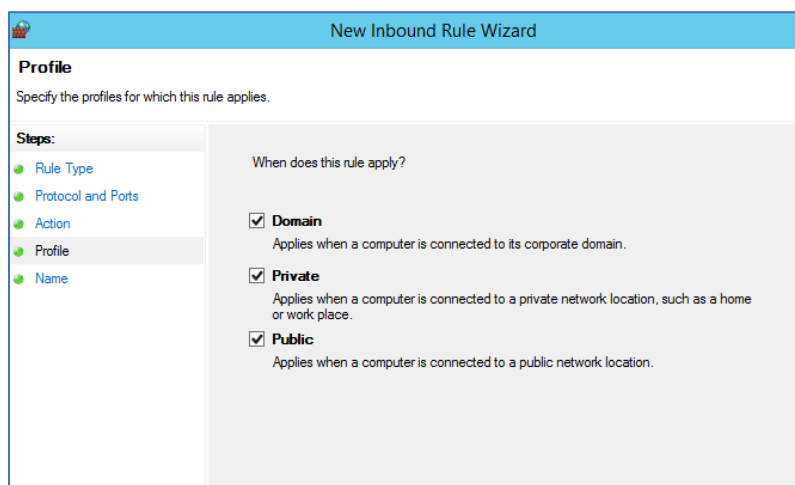 New Inbound Rule Wizard
Profile
Specify the profiles for which this rule applies.
Steps:
Rule Type
Protocol and Ports
Action
Profile
Name
When does this rule apply?
Domain
Applies when a computer is connected to its corporate domain.
Private
Applies when a computer is connected to a private network location, such as a home
or work place.
Public
Applies when a computer is connected to a public network location.